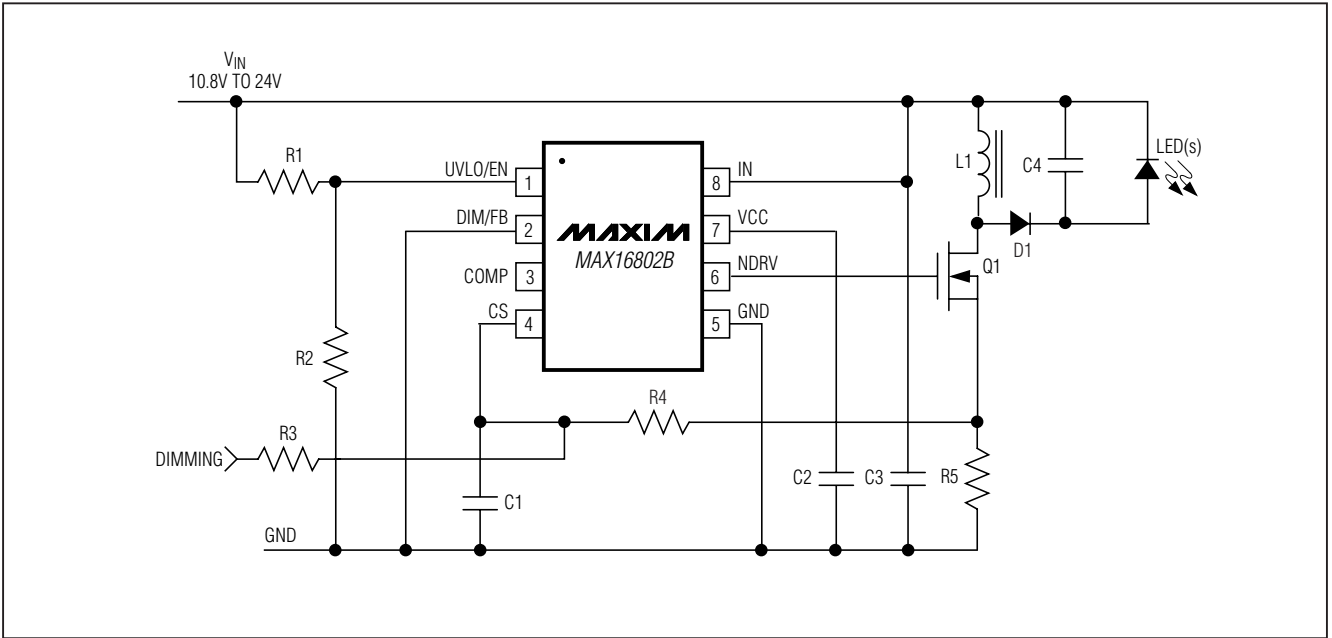 VIN
10.8V TO 24V
R1
UVLO/EN
1
DIM/FB
2
COMP
3
CS
4
MAXIM
MAX16802B
IN
8
VCC
7
NDRV
6
GND
5
L1
C4
LED(s)
D1
Q1
R2
R4
R3
DIMMING
C1
C2
C3
R5
GND